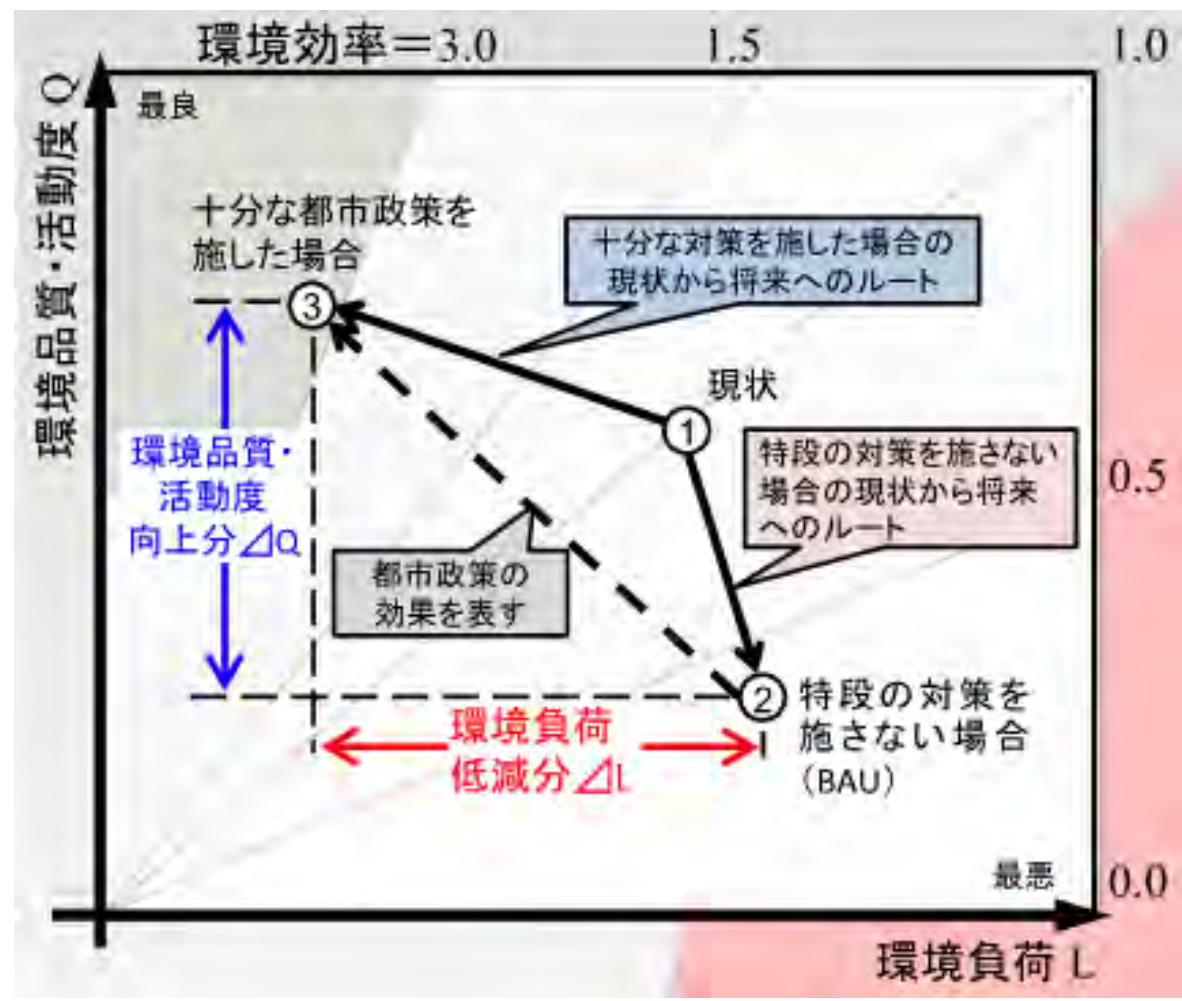 環境効率＝3.0
1.5
1.0
環境品質・活動度 Q
最良
十分な都市政策を
施した場合
③
十分な対策を施した場合の
現状から将来へのルート
現状
①
特段の対策を施さない
場合の現状から将来
へのルート
0.5
環境品質・
活動度
向上分⊿Q
都市政策の
効果を表す
②
特段の対策を
施さない場合
（BAU）
環境負荷
低減分⊿L
最悪
0.0
環境負荷 L